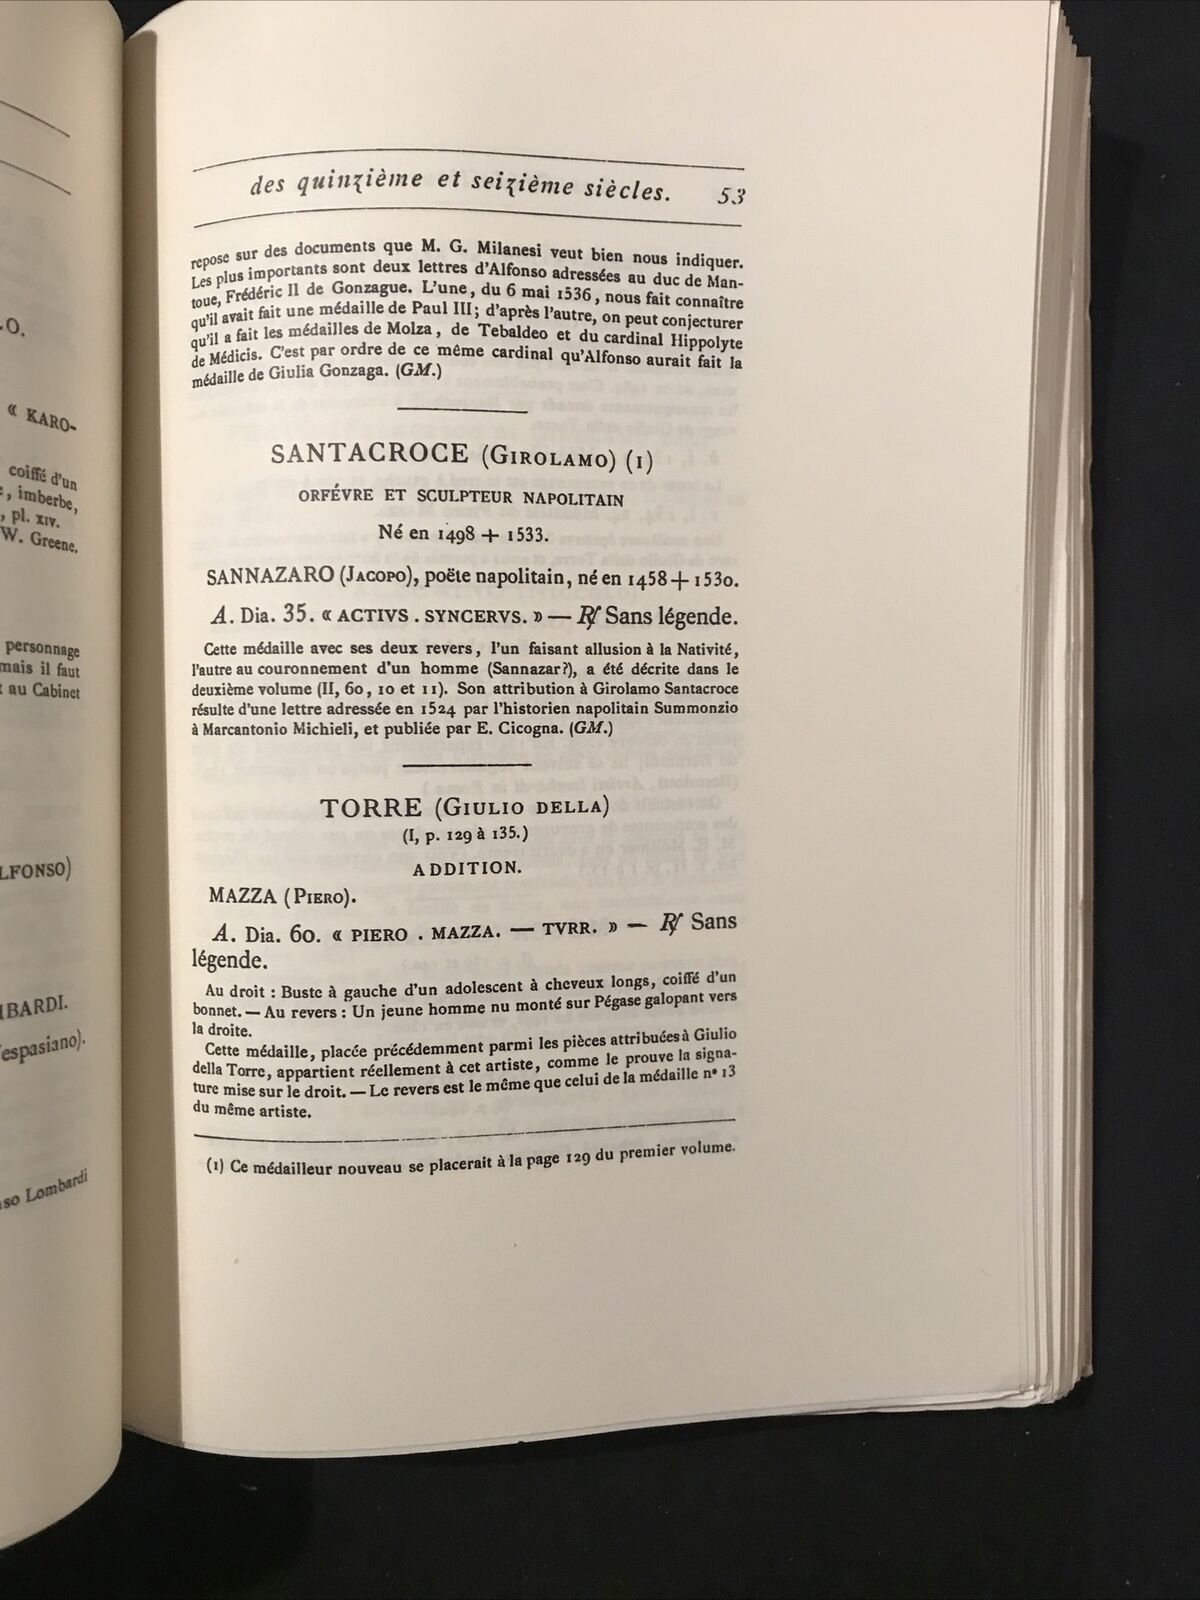 .O.
« KARO-
coiffé d'un
, imberbe,
, pl. XIV.
W. Greene.
personnage
mais il faut
au Cabinet
LFONSO)
BARDI.
espasiano).
so Lombardi
des quinzième et seizième siècles. 53
repose sur des documents que M. G. Milanesi veut bien nous indiquer.
Les plus importants sont deux lettres d'Alfonso adressées au duc de Man-
toue, Frédéric II de Gonzague. L'une, du 6 mai 1536, nous fait connaître
qu'il avait fait une médaille de Paul III; d'après l'autre, on peut conjecturer
qu'il a fait les médailles de Molza, de Tebaldeo et du cardinal Hippolyte
de Médicis. C'est par ordre de ce même cardinal qu'Alfonso aurait fait la
médaille de Giulia Gonzaga. (GM.)
SANTACROCE (GIROLAMO) (1)
ORFÉVRE ET SCULPTEUR NAPOLITAIN
Né en 1498 + 1533.
SANNAZARO (JACOPO), poëte napolitain, né en 1458 + 1530.
A. Dia. 35. « ACTIVS . SYNCERVS. » — ℟ Sans légende.
Cette médaille avec ses deux revers, l'un faisant allusion à la Nativité,
l'autre au couronnement d'un homme (Sannazar?), a été décrite dans le
deuxième volume (II, 60, 10 et 11). Son attribution à Girolamo Santacroce
résulte d'une lettre adressée en 1524 par l'historien napolitain Summonzio
à Marcantonio Michieli, et publiée par E. Cicogna. (GM.)
TORRE (GIULIO DELLA)
(I, p. 129 à 135.)
ADDITION.
MAZZA (PIERO).
A. Dia. 60. « PIERO . MAZZA. — TVRR. » — ℟ Sans
légende.
Au droit : Buste à gauche d'un adolescent à cheveux longs, coiffé d'un
bonnet. — Au revers : Un jeune homme nu monté sur Pégase galopant vers
la droite.
Cette médaille, placée précédemment parmi les pièces attribuées à Giulio
della Torre, appartient réellement à cet artiste, comme le prouve la signa-
ture mise sur le droit. — Le revers est le même que celui de la médaille nº 13
du même artiste.
(1) Ce médailleur nouveau se placerait à la page 129 du premier volume.